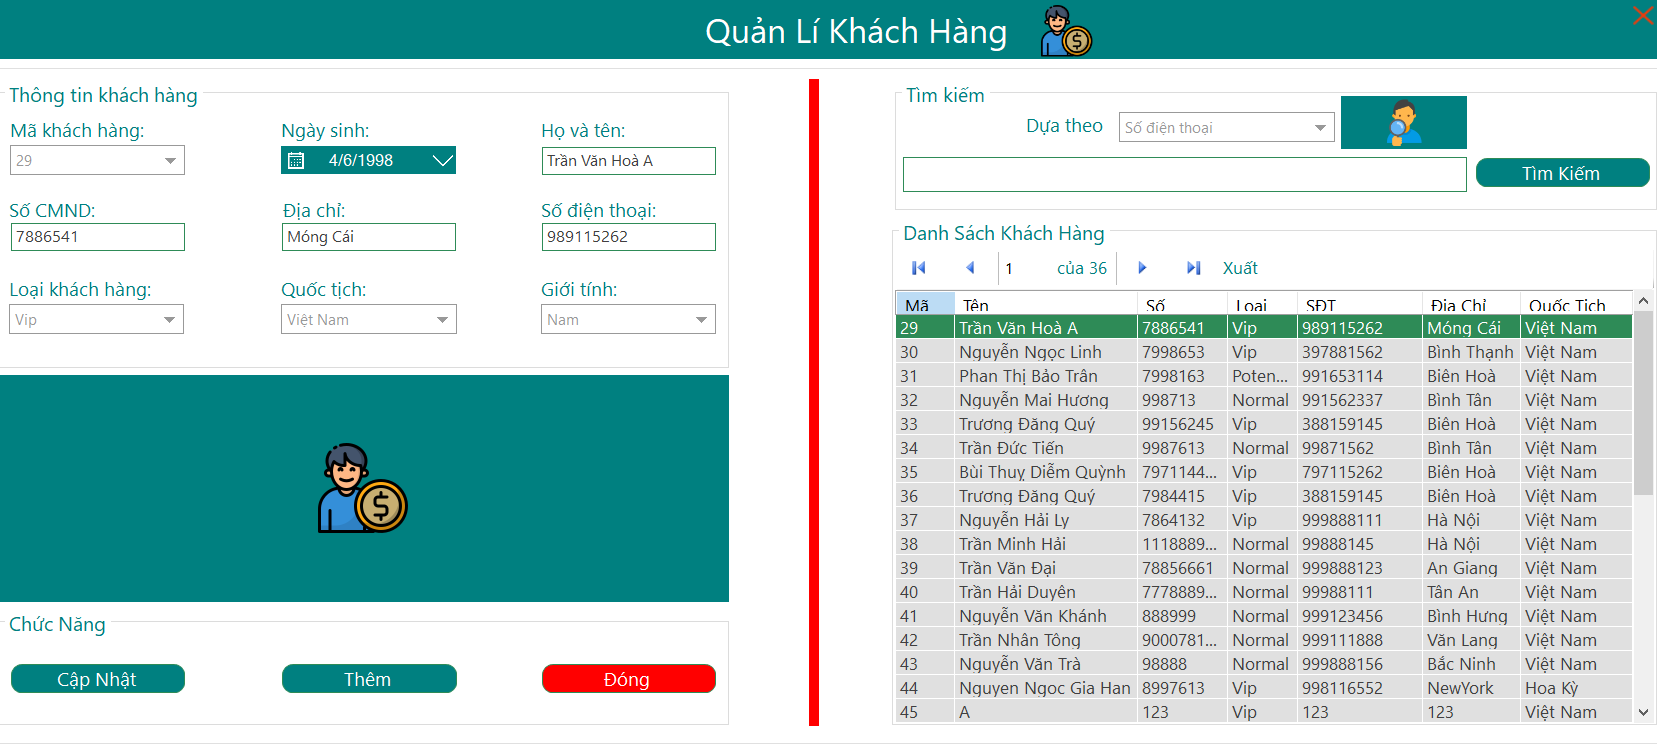 Quản Lí Khách Hàng
Thông tin khách hàng
Mã khách hàng:
Ngày sinh:
Họ và tên:
29
4/6/1998
Trần Văn Hoà A
Số CMND:
Địa chỉ:
Số điện thoại:
7886541
Móng Cái
989115262
Loại khách hàng:
Quốc tịch:
Giới tính:
Vip
Việt Nam
Nam
Chức Năng
Cập Nhật
Thêm
Đóng
Tìm kiếm
Dựa theo
Số điện thoại
Tìm Kiếm
Danh Sách Khách Hàng
1 của 36 Xuất
Mã Tên Số Loại SĐT Địa Chỉ Quốc Tịch
29 Trần Văn Hoà A 7886541 Vip 989115262 Móng Cái Việt Nam
30 Nguyễn Ngọc Linh 7998653 Vip 397881562 Bình Thạnh Việt Nam
31 Phan Thị Bảo Trân 7998163 Poten... 991653114 Biên Hoà Việt Nam
32 Nguyễn Mai Hương 998713 Normal 991562337 Bình Tân Việt Nam
33 Trương Đăng Quý 99156245 Vip 388159145 Biên Hoà Việt Nam
34 Trần Đức Tiến 9987613 Normal 99871562 Bình Tân Việt Nam
35 Bùi Thuỵ Diễm Quỳnh 7971144... Vip 797115262 Biên Hoà Việt Nam
36 Trương Đăng Quý 7984415 Vip 388159145 Biên Hoà Việt Nam
37 Nguyễn Hải Ly 7864132 Vip 999888111 Hà Nội Việt Nam
38 Trần Minh Hải 1118889... Normal 99888145 Hà Nội Việt Nam
39 Trần Văn Đại 78856661 Normal 999888123 An Giang Việt Nam
40 Trần Hải Duyên 7778889... Normal 99988111 Tân An Việt Nam
41 Nguyễn Văn Khánh 888999 Normal 999123456 Bình Hưng Việt Nam
42 Trần Nhân Tông 9000781... Normal 999111888 Văn Lang Việt Nam
43 Nguyễn Văn Trà 98888 Normal 999888156 Bắc Ninh Việt Nam
44 Nguyen Ngoc Gia Han 8997613 Vip 998116552 NewYork Hoa Kỳ
45 A 123 Vip 123 123 Việt Nam